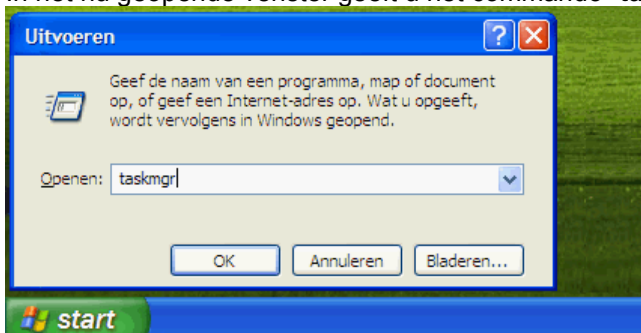 Uitvoeren
Geef de naam van een programma, map of document
op, of geef een Internet-adres op. Wat u opgeeft,
wordt vervolgens in Windows geopend.
Openen: taskmgr
OK Annuleren Bladeren...
start